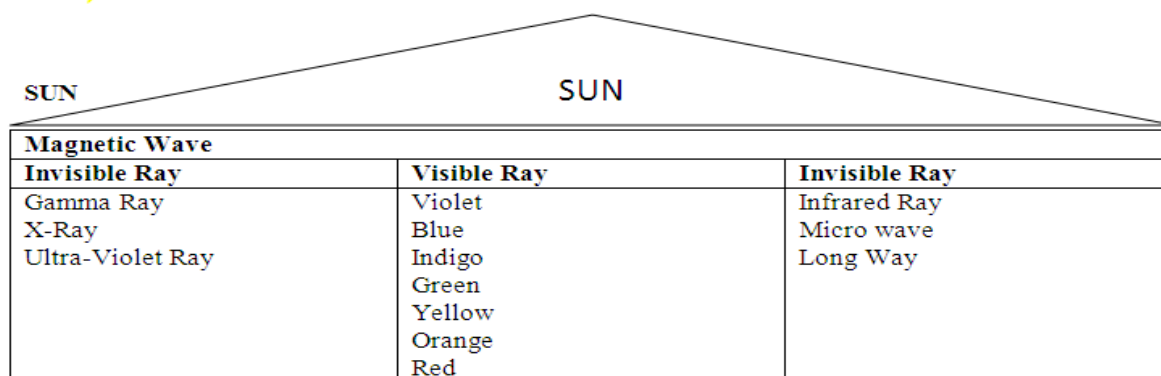 SUN
SUN
Magnetic Wave
Invisible Ray Visible Ray Invisible Ray
Gamma Ray Violet Infrared Ray
X-Ray Blue Micro wave
Ultra-Violet Ray Indigo Long Way
Green
Yellow
Orange
Red